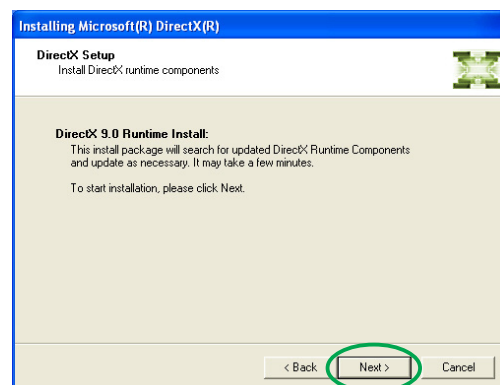 Installing Microsoft(R) DirectX(R)
DirectX Setup
Install DirectX runtime components
DirectX 9.0 Runtime Install:
This install package will search for updated DirectX Runtime Components
and update as necessary. It may take a few minutes.
To start installation, please click Next.
< Back
Next >
Cancel